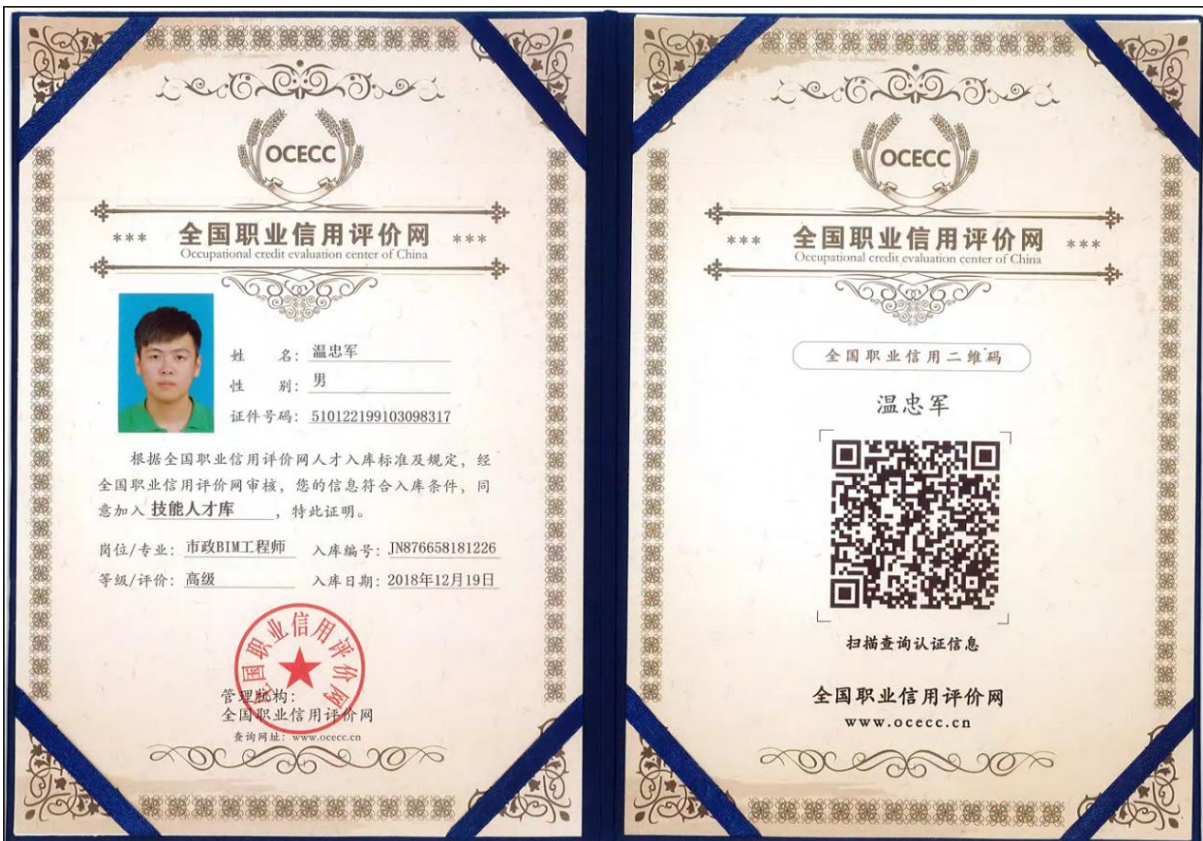 OCECC
*** 全国职业信用评价网 ***
Occupational credit evaluation center of China
姓 名: 温忠军
性 别: 男
证件号码: 510122199103098317
根据全国职业信用评价网人才入库标准及规定，经
全国职业信用评价网审核，您的信息符合入库条件，同
意加入 技能人才库 ，特此证明。
岗位/专业: 市政BIM工程师 入库编号: JN876658181226
等级/评价: 高级 入库日期: 2018年12月19日
全国职业信用评价网
管理机构:
全国职业信用评价网
查询网址: www.ocecc.cn
OCECC
*** 全国职业信用评价网 ***
Occupational credit evaluation center of China
全国职业信用二维码
温忠军
扫描查询认证信息
全国职业信用评价网
www.ocecc.cn